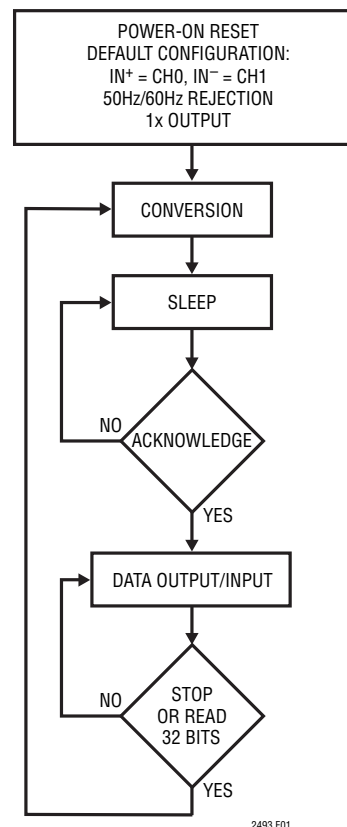 POWER-ON RESET
DEFAULT CONFIGURATION:
IN⁺ = CH0, IN⁻ = CH1
50Hz/60Hz REJECTION
1x OUTPUT
CONVERSION
SLEEP
NO
ACKNOWLEDGE
YES
DATA OUTPUT/INPUT
NO
STOP
OR READ
32 BITS
YES
2493 F01